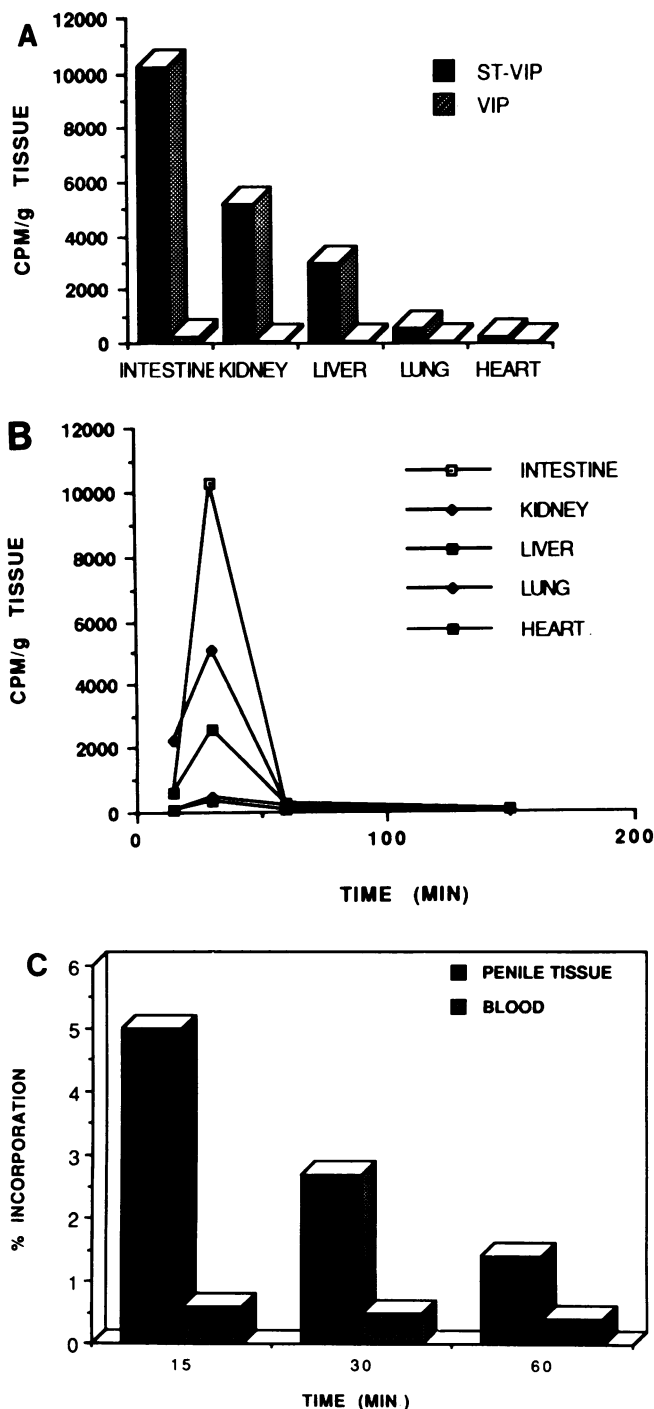 A
CPM/g TISSUE
12000
10000
8000
6000
4000
2000
0
ST-VIP
VIP
INTESTINE KIDNEY LIVER LUNG HEART
B
CPM/g TISSUE
12000
10000
8000
6000
4000
2000
0
INTESTINE
KIDNEY
LIVER
LUNG
HEART
0 100 200
TIME (MIN)
C
% INCORPORATION
6
5
4
3
2
1
0
PENILE TISSUE
BLOOD
15 30 60
TIME (MIN.)